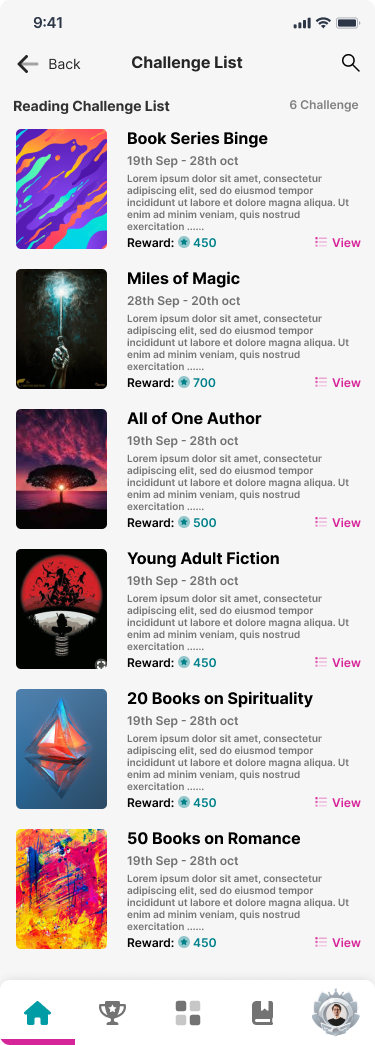 9:41
Back
Challenge List
Reading Challenge List
6 Challenge
Book Series Binge
19th Sep - 28th oct
Lorem ipsum dolor sit amet, consectetur
adipiscing elit, sed do eiusmod tempor
incididunt ut labore et dolore magna aliqua. Ut
enim ad minim veniam, quis nostrud
exercitation ......
Reward: 450
View
Miles of Magic
28th Sep - 20th oct
Lorem ipsum dolor sit amet, consectetur
adipiscing elit, sed do eiusmod tempor
incididunt ut labore et dolore magna aliqua. Ut
enim ad minim veniam, quis nostrud
exercitation ......
Reward: 700
View
All of One Author
19th Sep - 28th oct
Lorem ipsum dolor sit amet, consectetur
adipiscing elit, sed do eiusmod tempor
incididunt ut labore et dolore magna aliqua. Ut
enim ad minim veniam, quis nostrud
exercitation ......
Reward: 500
View
Young Adult Fiction
19th Sep - 28th oct
Lorem ipsum dolor sit amet, consectetur
adipiscing elit, sed do eiusmod tempor
incididunt ut labore et dolore magna aliqua. Ut
enim ad minim veniam, quis nostrud
exercitation ......
Reward: 450
View
20 Books on Spirituality
19th Sep - 28th oct
Lorem ipsum dolor sit amet, consectetur
adipiscing elit, sed do eiusmod tempor
incididunt ut labore et dolore magna aliqua. Ut
enim ad minim veniam, quis nostrud
exercitation ......
Reward: 450
View
50 Books on Romance
19th Sep - 28th oct
Lorem ipsum dolor sit amet, consectetur
adipiscing elit, sed do eiusmod tempor
incididunt ut labore et dolore magna aliqua. Ut
enim ad minim veniam, quis nostrud
exercitation ......
Reward: 450
View